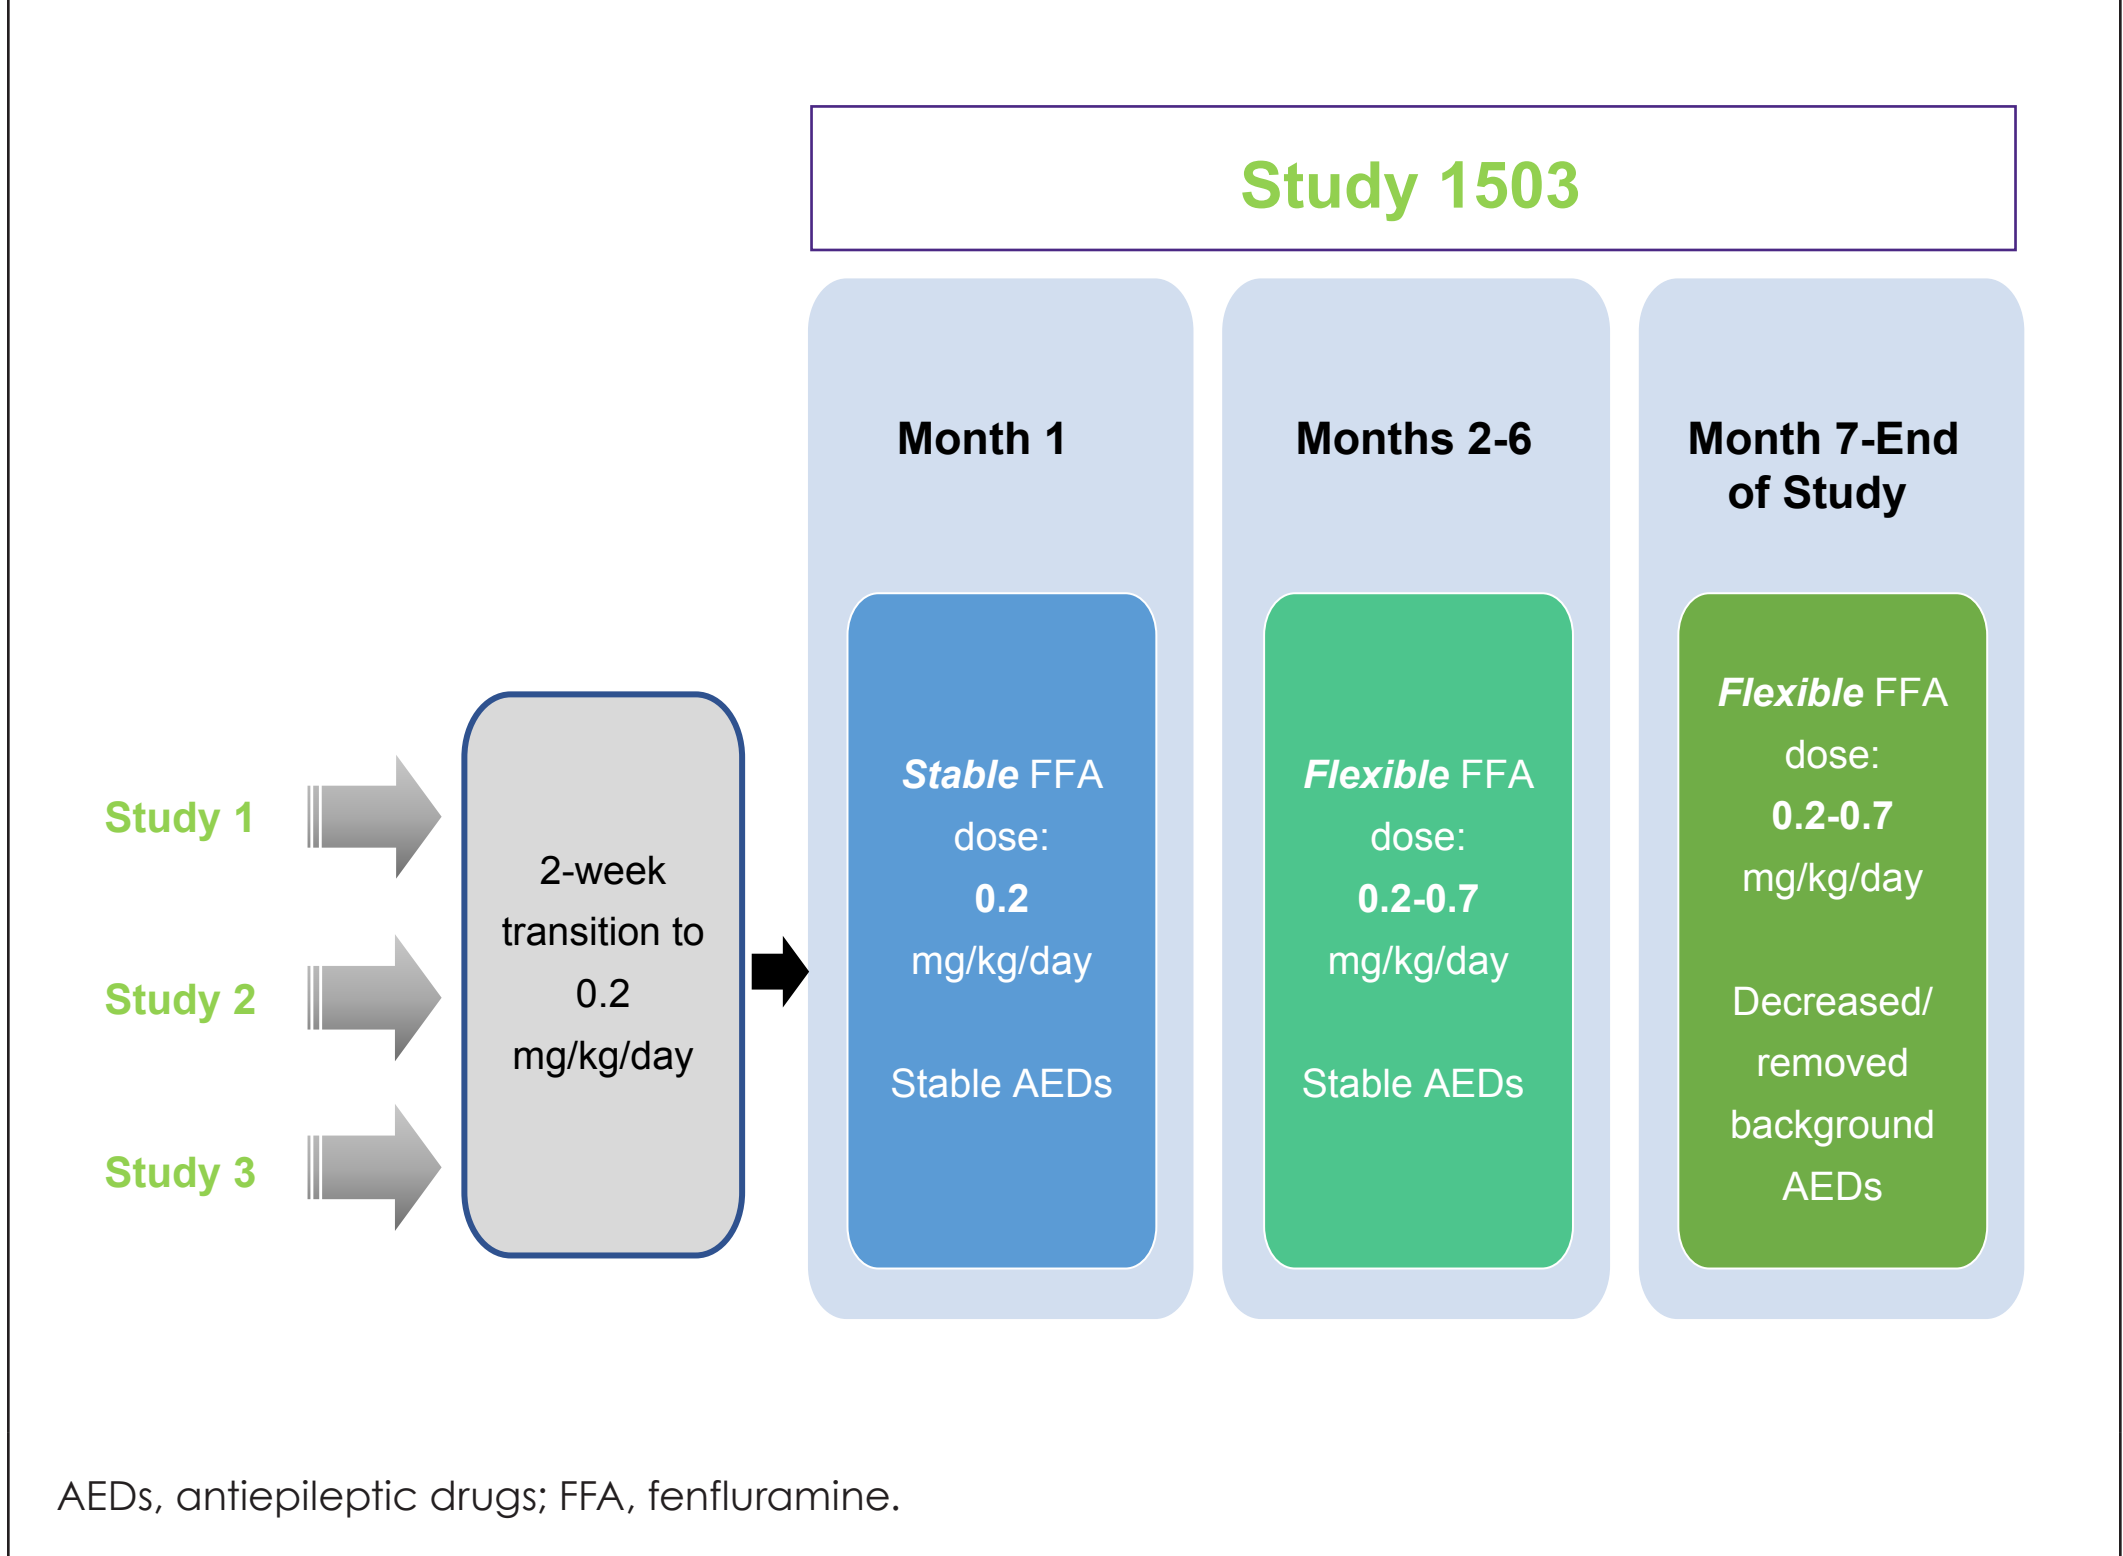 Study 1503
Study 1
Study 2
Study 3
2-week
transition to
0.2
mg/kg/day
Month 1
Stable FFA
dose:
0.2
mg/kg/day
Stable AEDs
Months 2-6
Flexible FFA
dose:
0.2-0.7
mg/kg/day
Stable AEDs
Month 7-End
of Study
Flexible FFA
dose:
0.2-0.7
mg/kg/day
Decreased/
removed
background
AEDs
AEDs, antiepileptic drugs; FFA, fenfluramine.